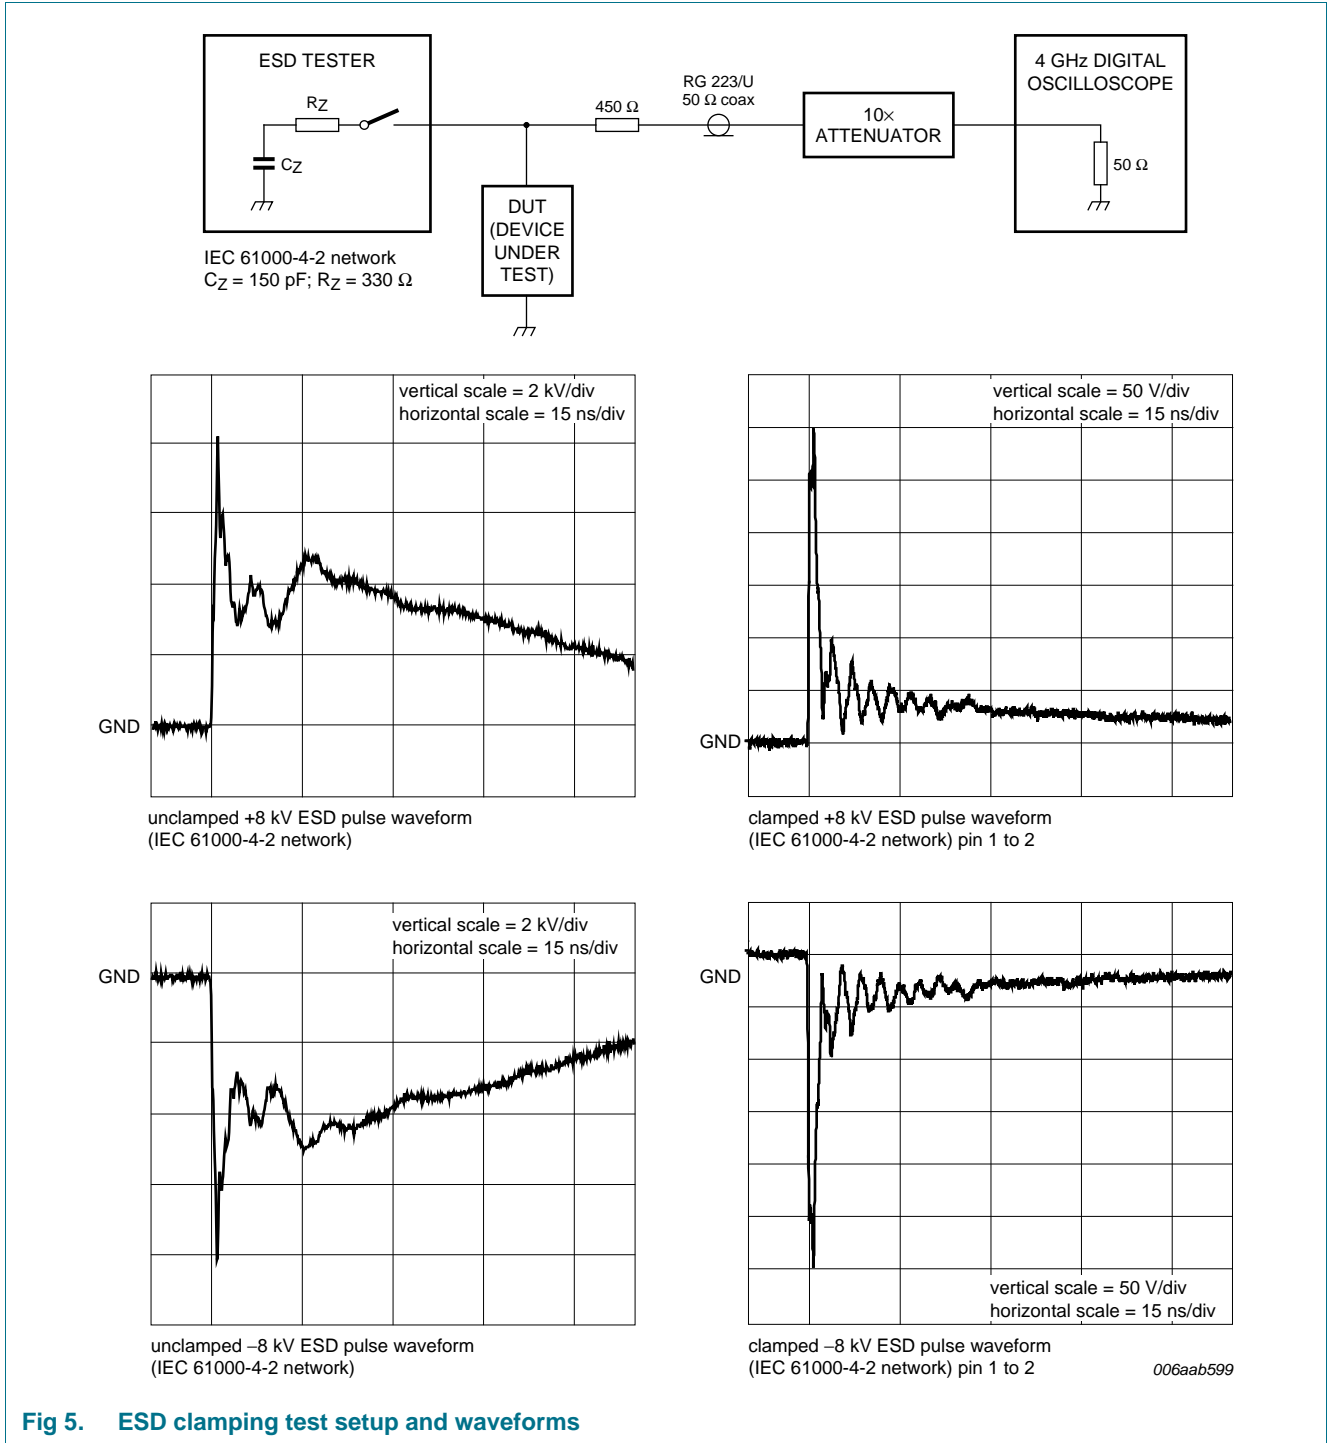 ESD TESTER
RZ
CZ
IEC 61000-4-2 network
CZ = 150 pF; RZ = 330 Ω
DUT
(DEVICE
UNDER
TEST)
450 Ω
RG 223/U
50 Ω coax
10×
ATTENUATOR
4 GHz DIGITAL
OSCILLOSCOPE
50 Ω
vertical scale = 2 kV/div
horizontal scale = 15 ns/div
GND
unclamped +8 kV ESD pulse waveform
(IEC 61000-4-2 network)
vertical scale = 50 V/div
horizontal scale = 15 ns/div
GND
clamped +8 kV ESD pulse waveform
(IEC 61000-4-2 network) pin 1 to 2
vertical scale = 2 kV/div
horizontal scale = 15 ns/div
GND
unclamped −8 kV ESD pulse waveform
(IEC 61000-4-2 network)
GND
vertical scale = 50 V/div
horizontal scale = 15 ns/div
clamped −8 kV ESD pulse waveform
(IEC 61000-4-2 network) pin 1 to 2
006aab599
Fig 5. ESD clamping test setup and waveforms